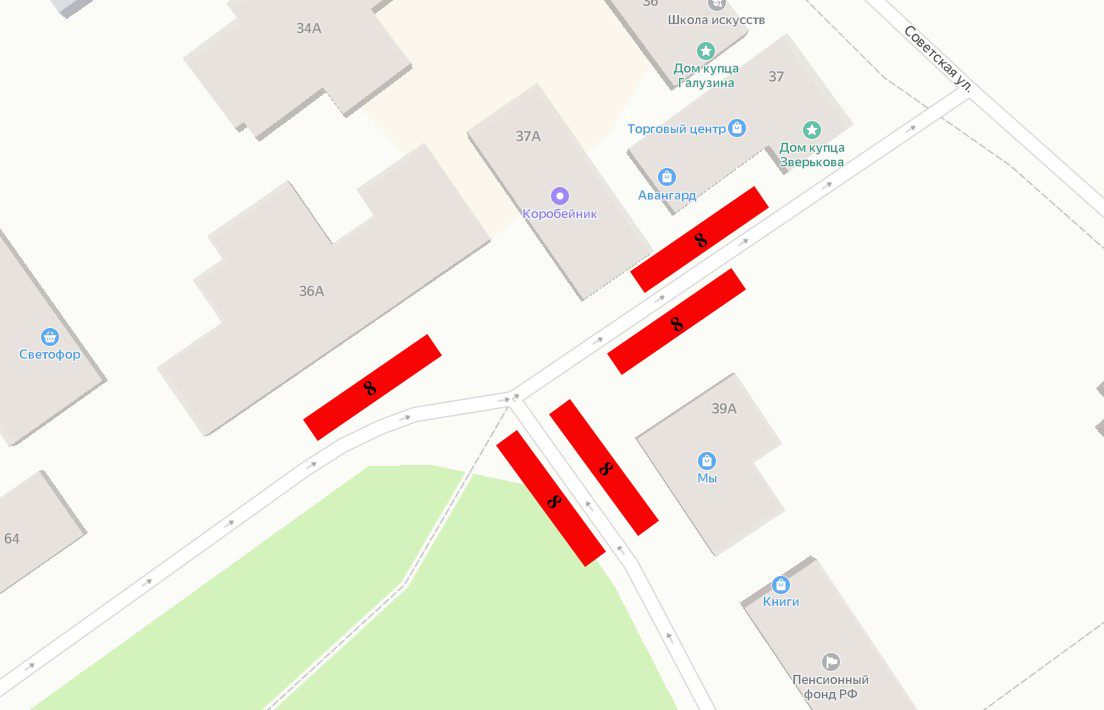 36
Школа искусств
34А
Советская ул.
Дом купца
Галузина
37
Торговый центр
37А
Дом купца
Зверькова
Авангард
Коробейник
8
36А
8
Светофор
8
39А
Мы
8
8
64
Книги
Пенсионный
фонд РФ